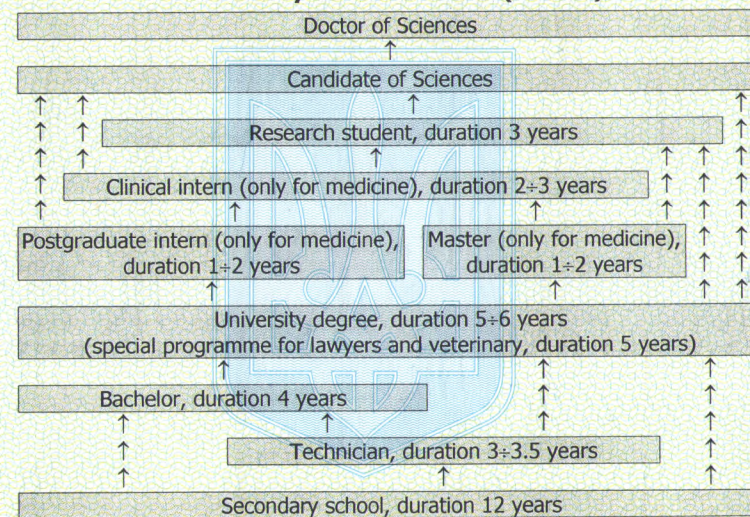 Doctor of Sciences
Candidate of Sciences
Research student, duration 3 years
Clinical intern (only for medicine), duration 2÷3 years
Postgraduate intern (only for medicine),
duration 1÷2 years
Master (only for medicine),
duration 1÷2 years
University degree, duration 5÷6 years
(special programme for lawyers and veterinary, duration 5 years)
Bachelor, duration 4 years
Technician, duration 3÷3.5 years
Secondary school, duration 12 years